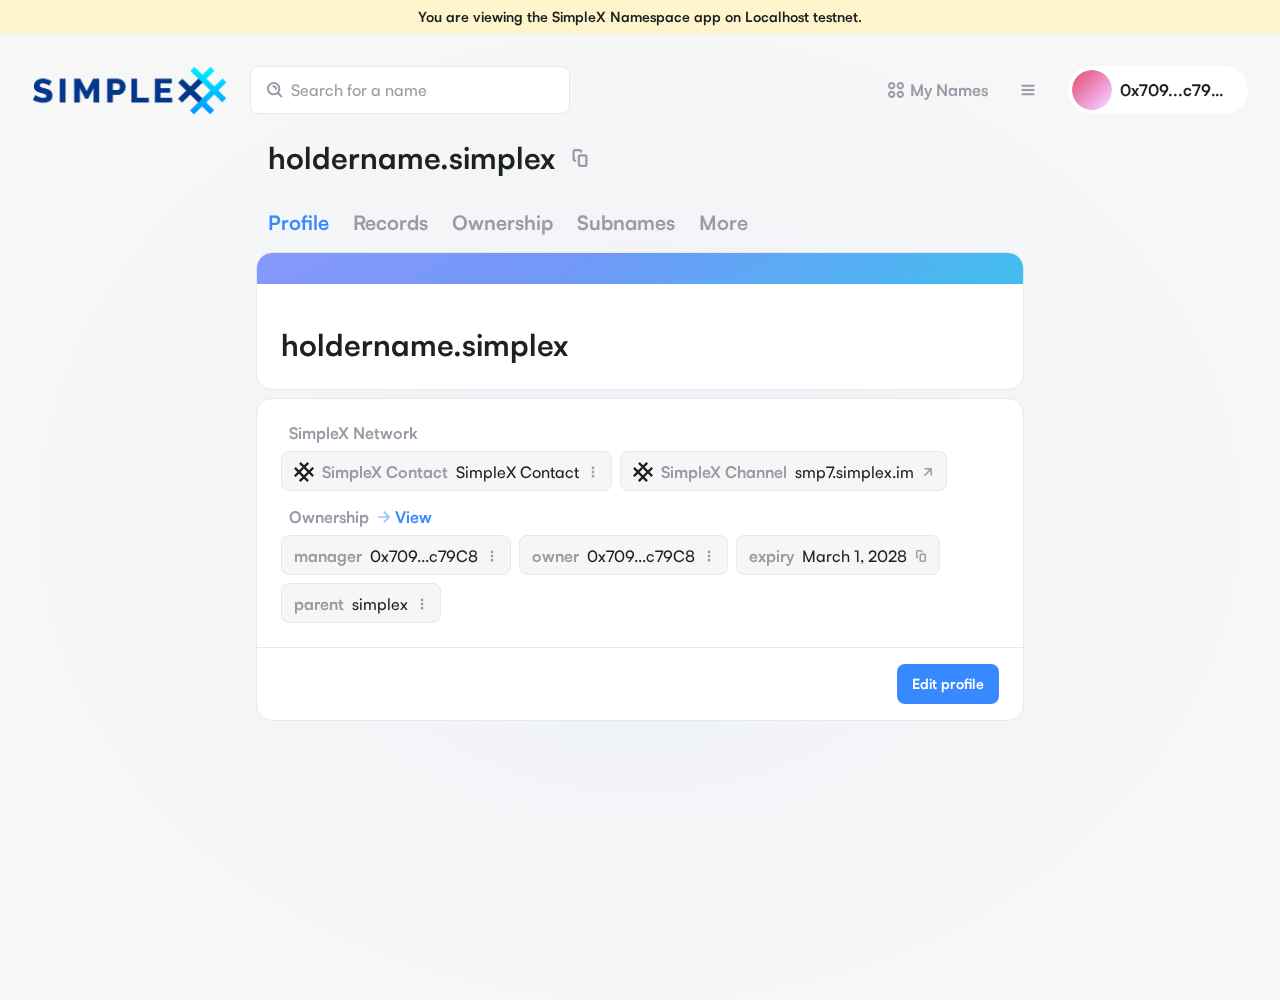 You are viewing the SimpleX Namespace app on Localhost testnet.
SIMPLEX
Search for a name
My Names
0x709...c79...
holdername.simplex
Profile Records Ownership Subnames More
holdername.simplex
SimpleX Network
SimpleX Contact SimpleX Contact SimpleX Channel smp7.simplex.im
Ownership View
manager 0x709...c79C8 owner 0x709...c79C8 expiry March 1, 2028
parent simplex
Edit profile